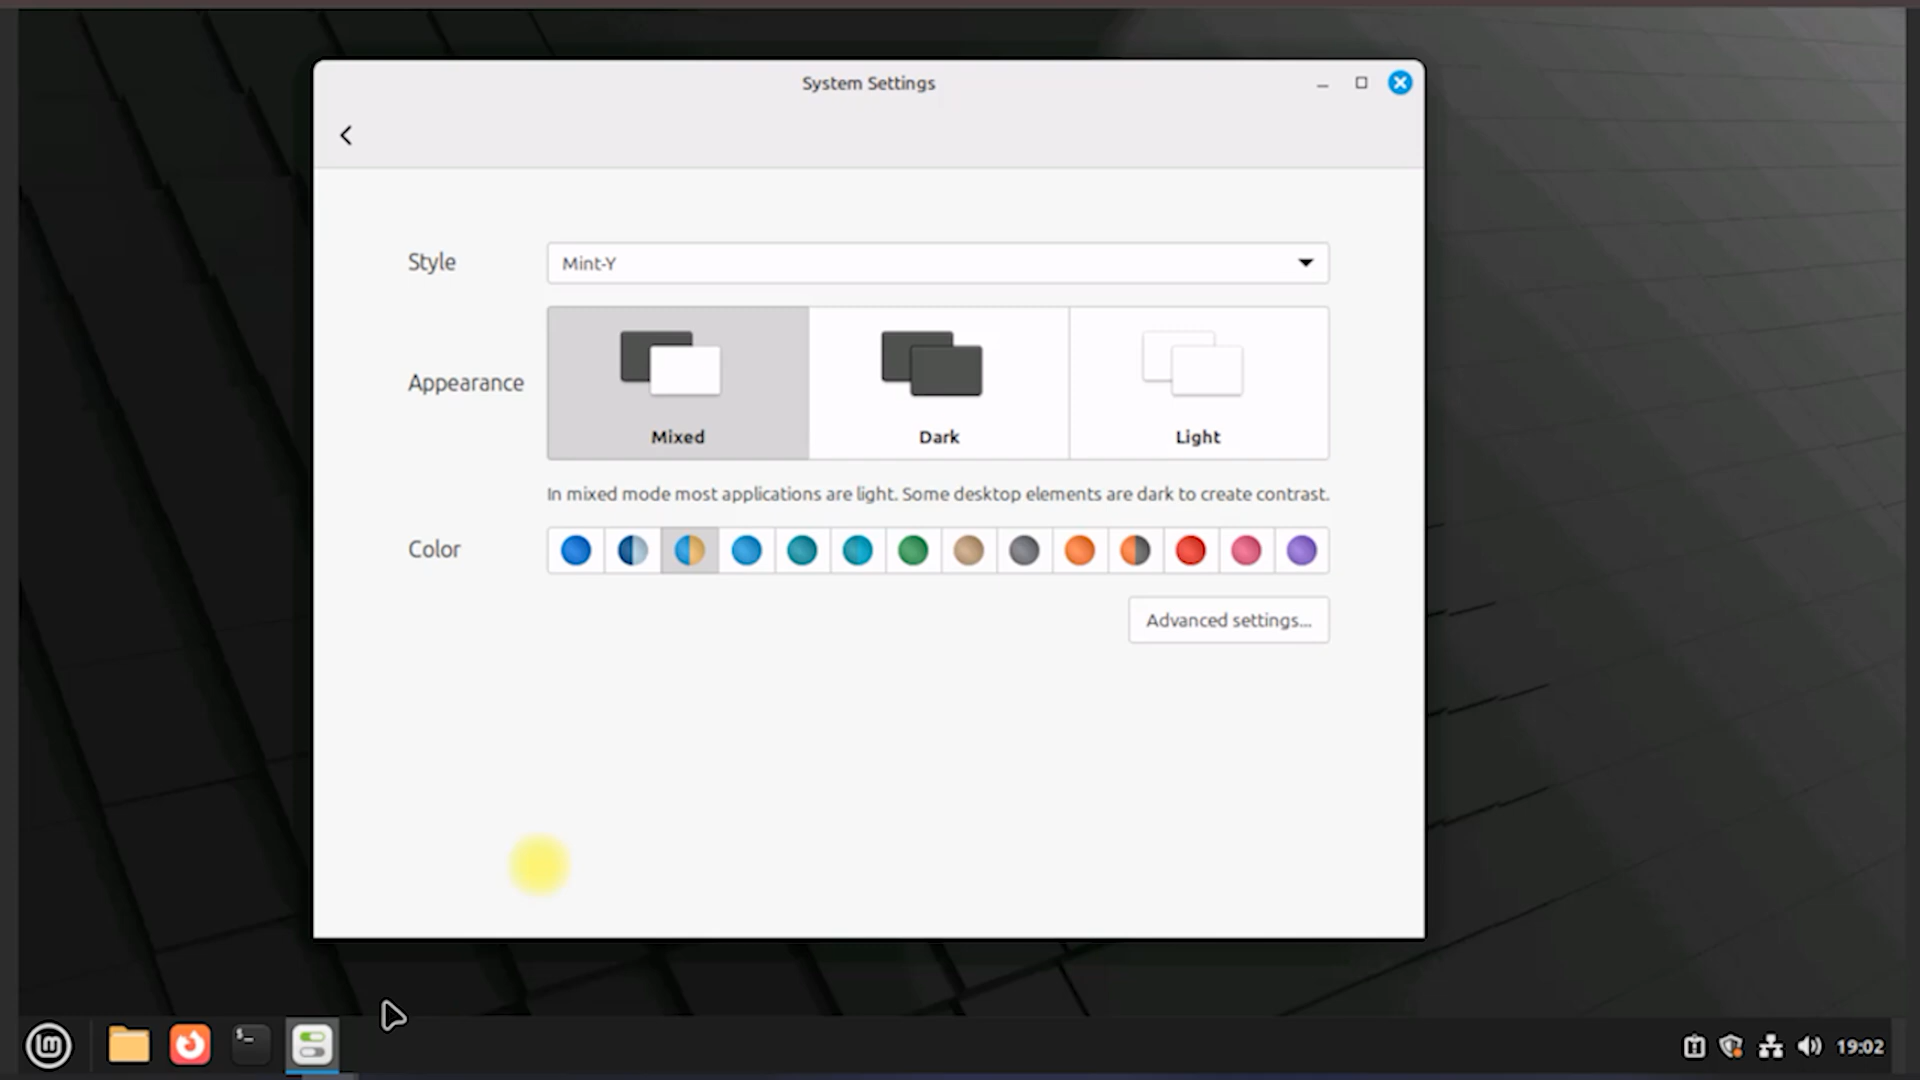 System Settings
Style
Mint-Y
Appearance
Mixed
Dark
Light
In mixed mode most applications are light. Some desktop elements are dark to create contrast.
Color
Advanced settings...
$-
19:02